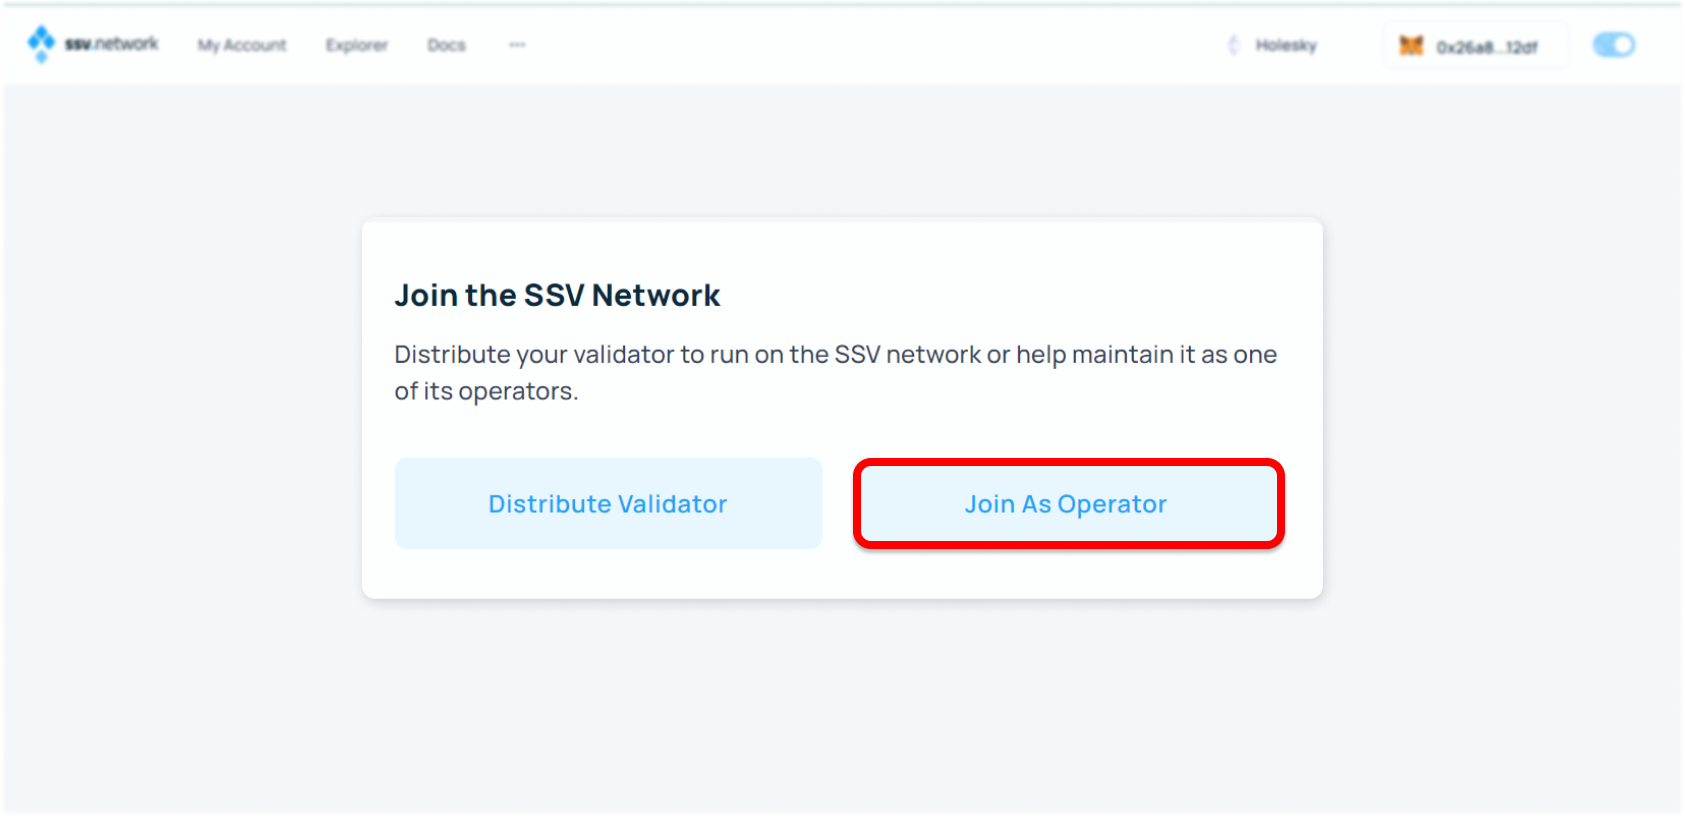 ssv.network My Account Explorer Docs ... Holesky 0x26a8...12df
Join the SSV Network
Distribute your validator to run on the SSV network or help maintain it as one
of its operators.
Distribute Validator Join As Operator